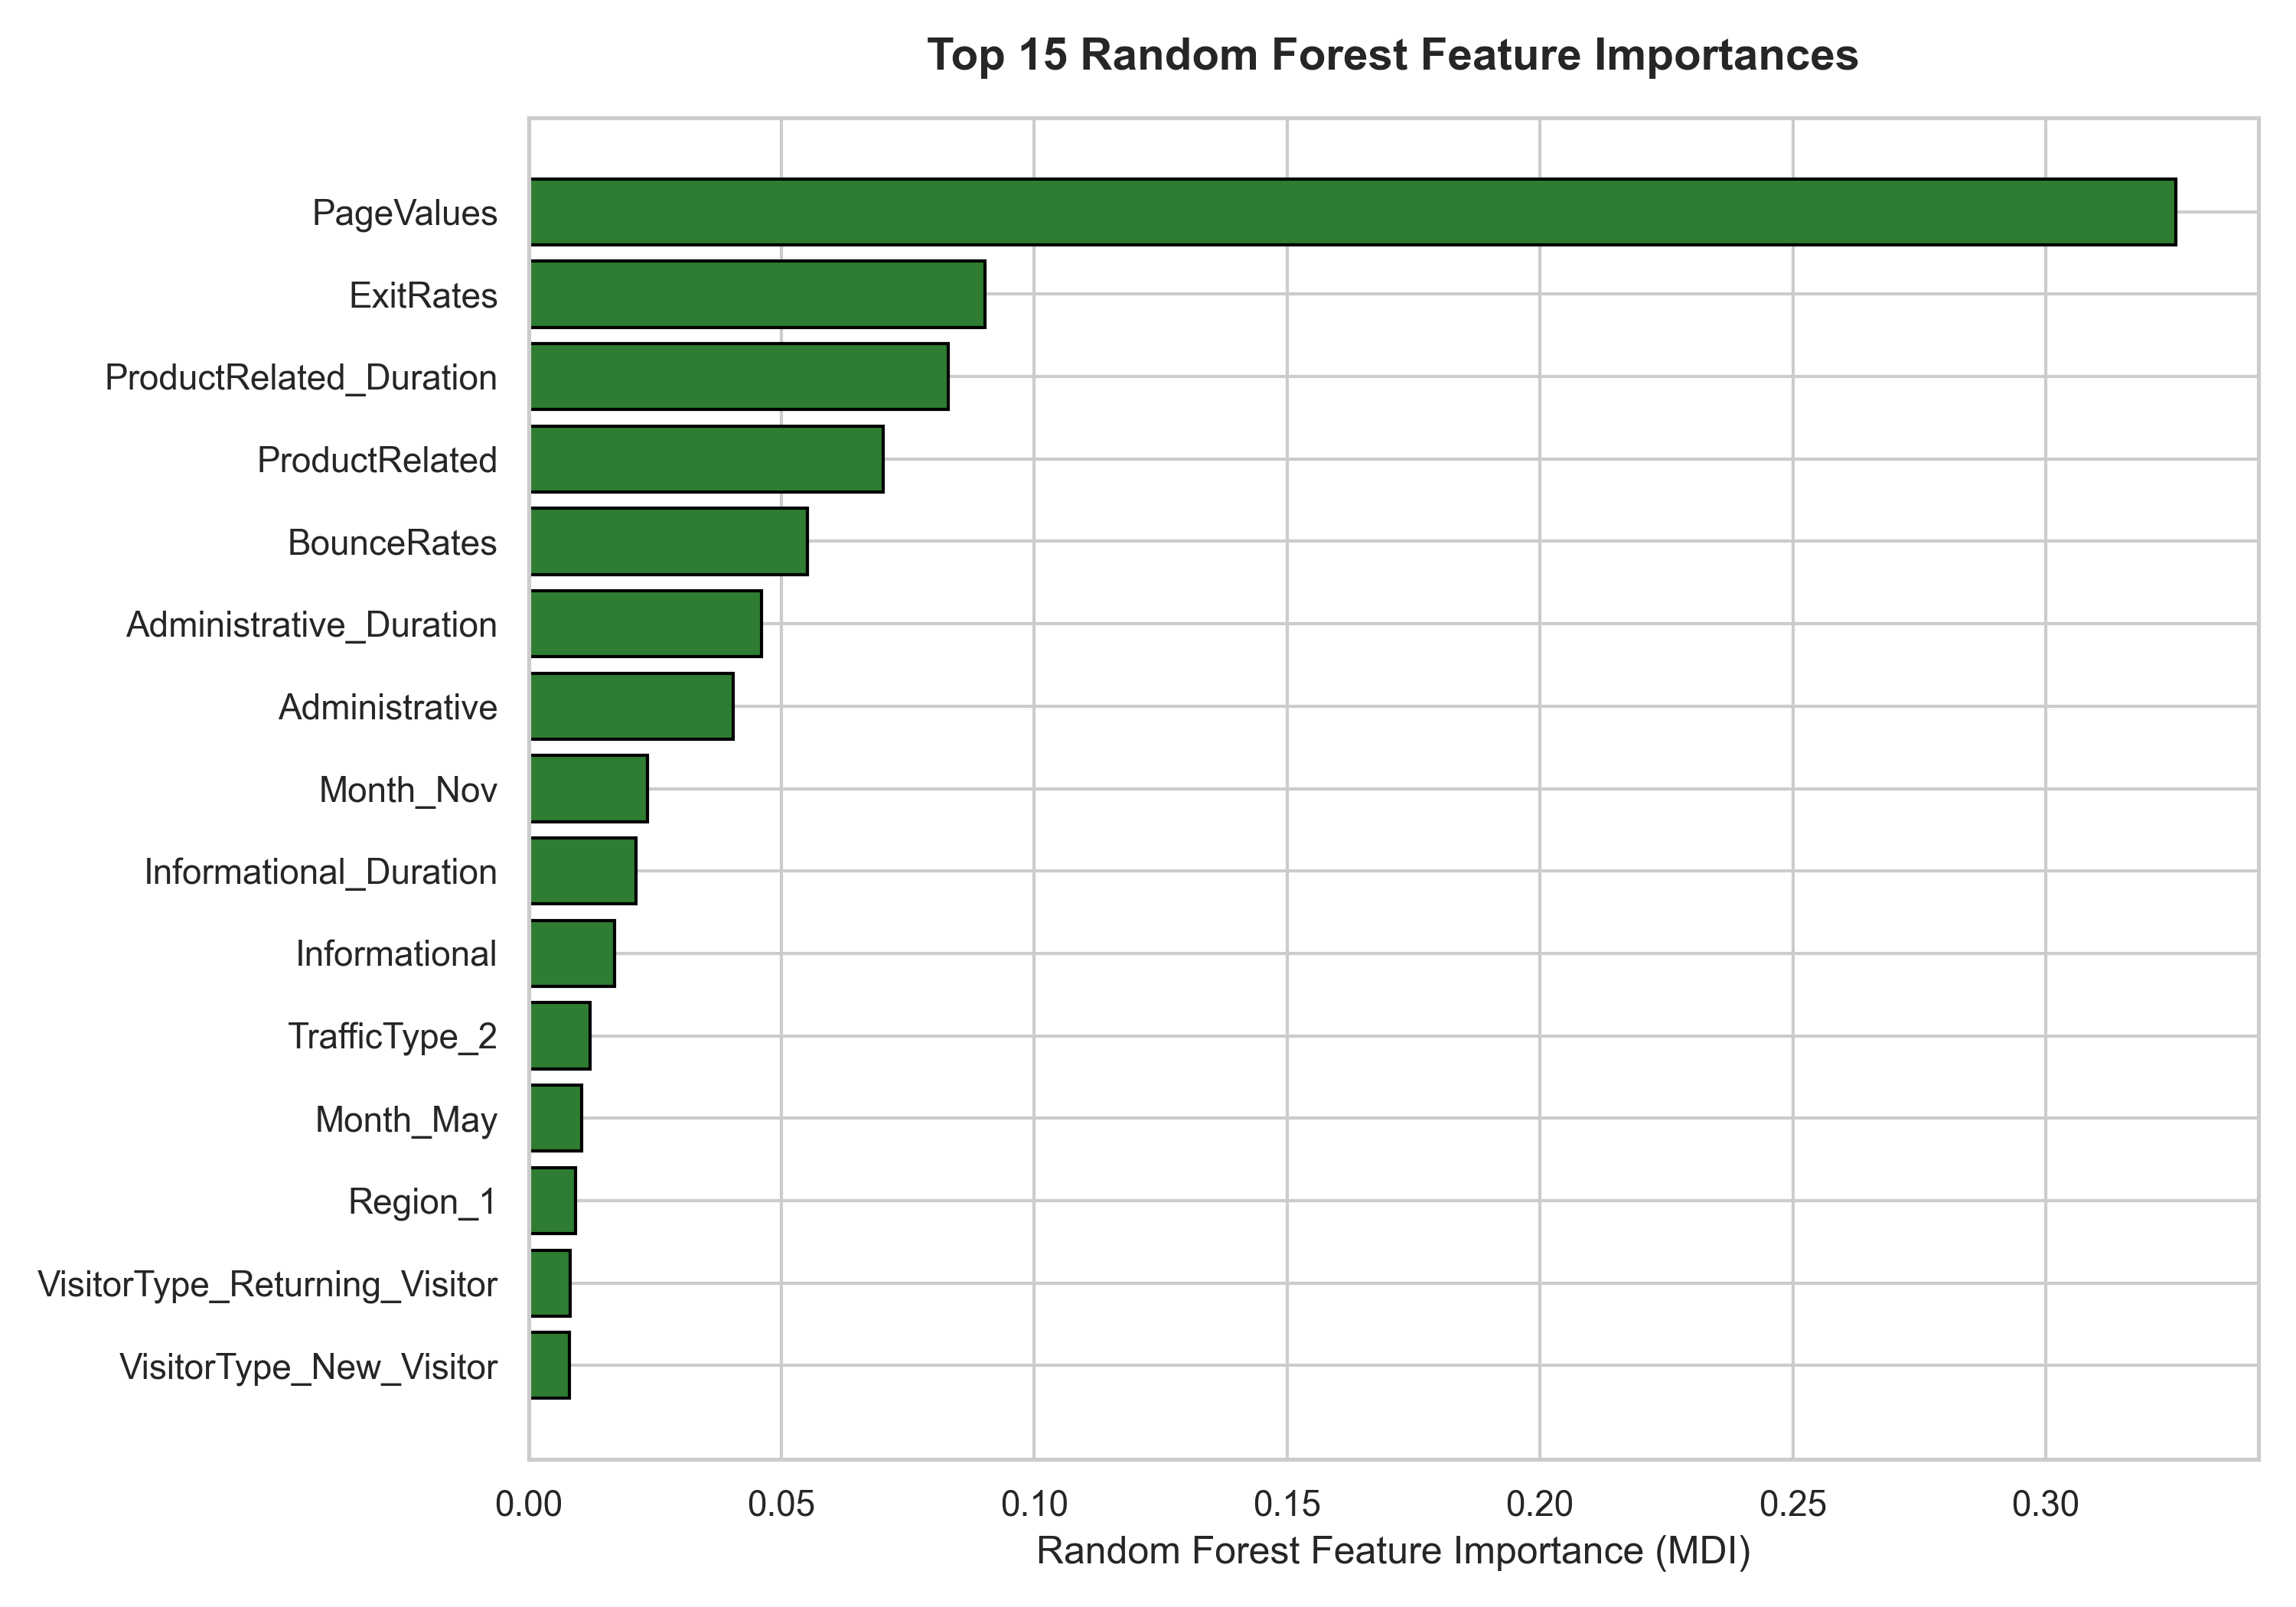 Top 15 Random Forest Feature Importances
PageValues
ExitRates
ProductRelated_Duration
ProductRelated
BounceRates
Administrative_Duration
Administrative
Month_Nov
Informational_Duration
Informational
TrafficType_2
Month_May
Region_1
VisitorType_Returning_Visitor
VisitorType_New_Visitor
0.00 0.05 0.10 0.15 0.20 0.25 0.30
Random Forest Feature Importance (MDI)